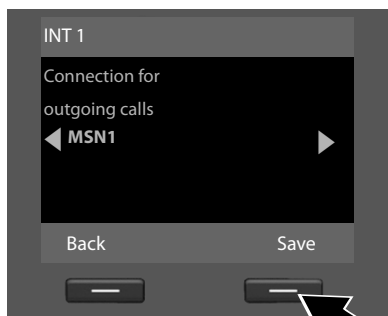 INT 1
Connection for
outgoing calls
MSN1
Back Save